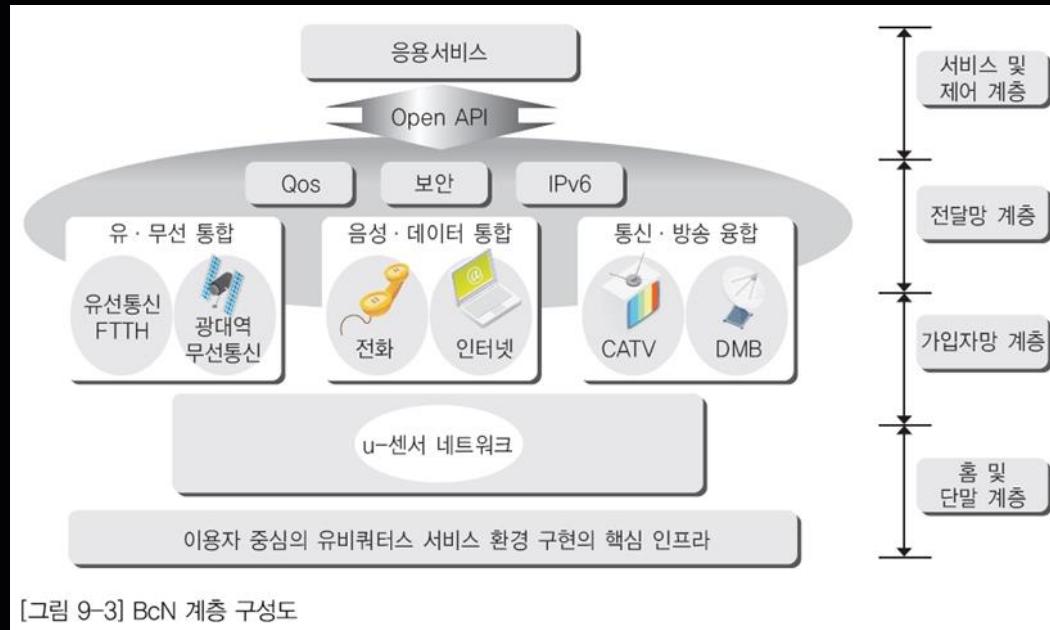 응용서비스
Open API
Qos
보안
IPv6
유·무선 통합
유선통신
FTTH
광대역
무선통신
음성·데이터 통합
전화
인터넷
통신·방송 융합
CATV
DMB
u-센서 네트워크
이용자 중심의 유비쿼터스 서비스 환경 구현의 핵심 인프라
서비스 및
제어 계층
전달망 계층
가입자망 계층
홈 및
단말 계층
[그림 9-3] BcN 계층 구성도